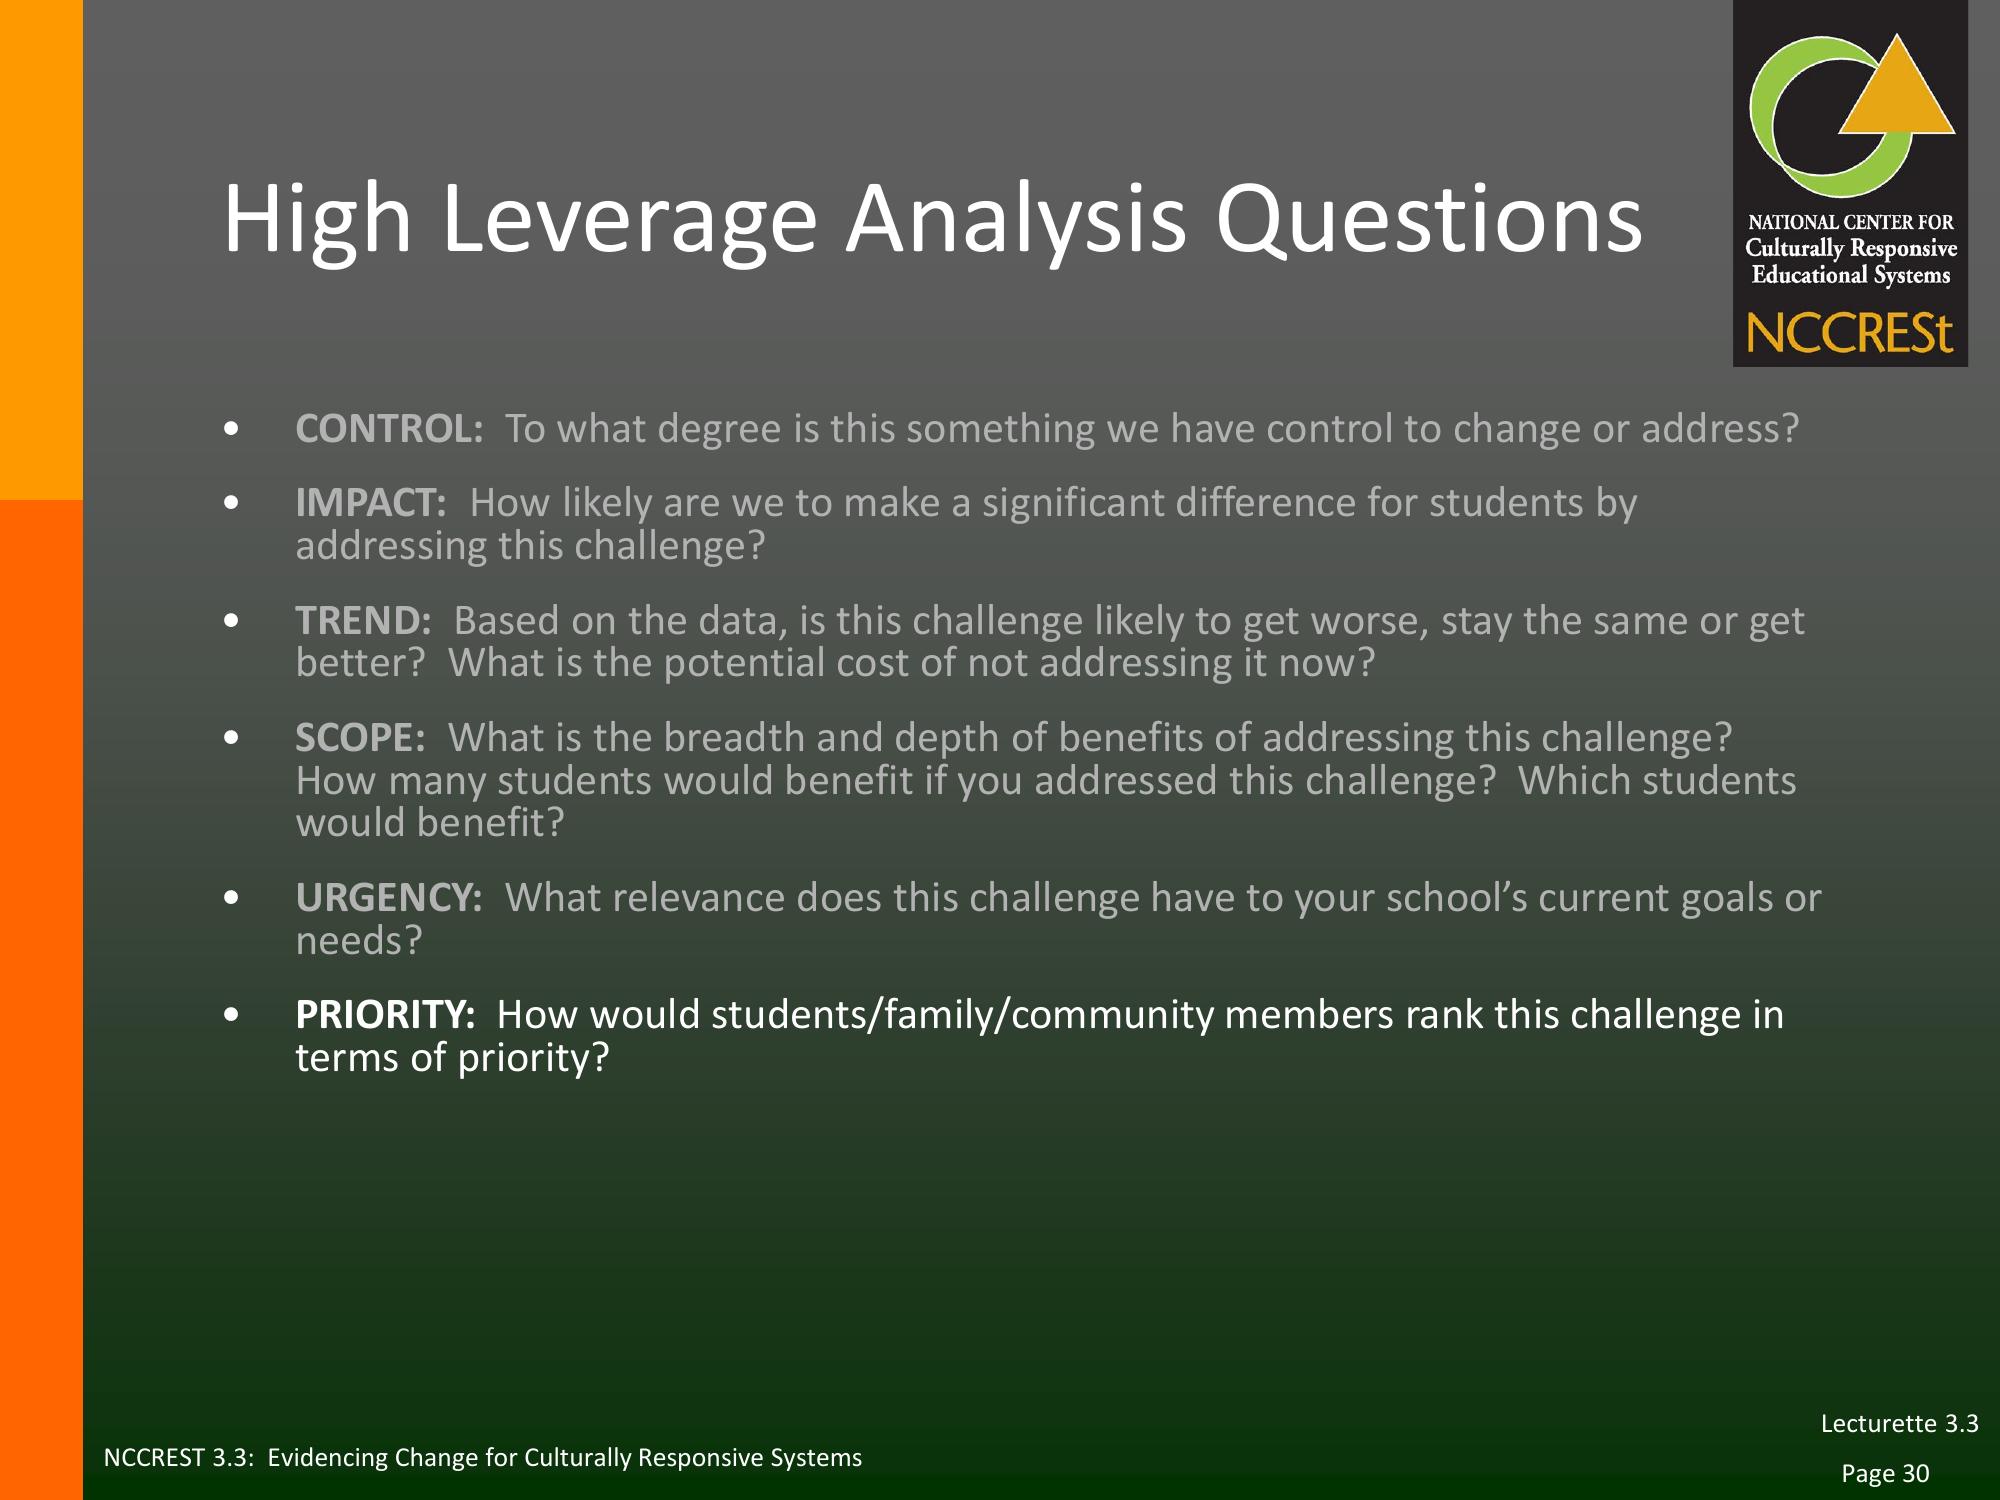 High Leverage Analysis Questions
NATIONAL CENTER FOR
Culturally Responsive
Educational Systems
NCCRESt
• CONTROL:  To what degree is this something we have control to change or address?
• IMPACT:  How likely are we to make a significant difference for students by
addressing this challenge?
• TREND:  Based on the data, is this challenge likely to get worse, stay the same or get
better?  What is the potential cost of not addressing it now?
• SCOPE:  What is the breadth and depth of benefits of addressing this challenge?
How many students would benefit if you addressed this challenge?  Which students
would benefit?
• URGENCY:  What relevance does this challenge have to your school’s current goals or
needs?
• PRIORITY:  How would students/family/community members rank this challenge in
terms of priority?
Lecturette 3.3
NCCREST 3.3:  Evidencing Change for Culturally Responsive Systems
Page 30